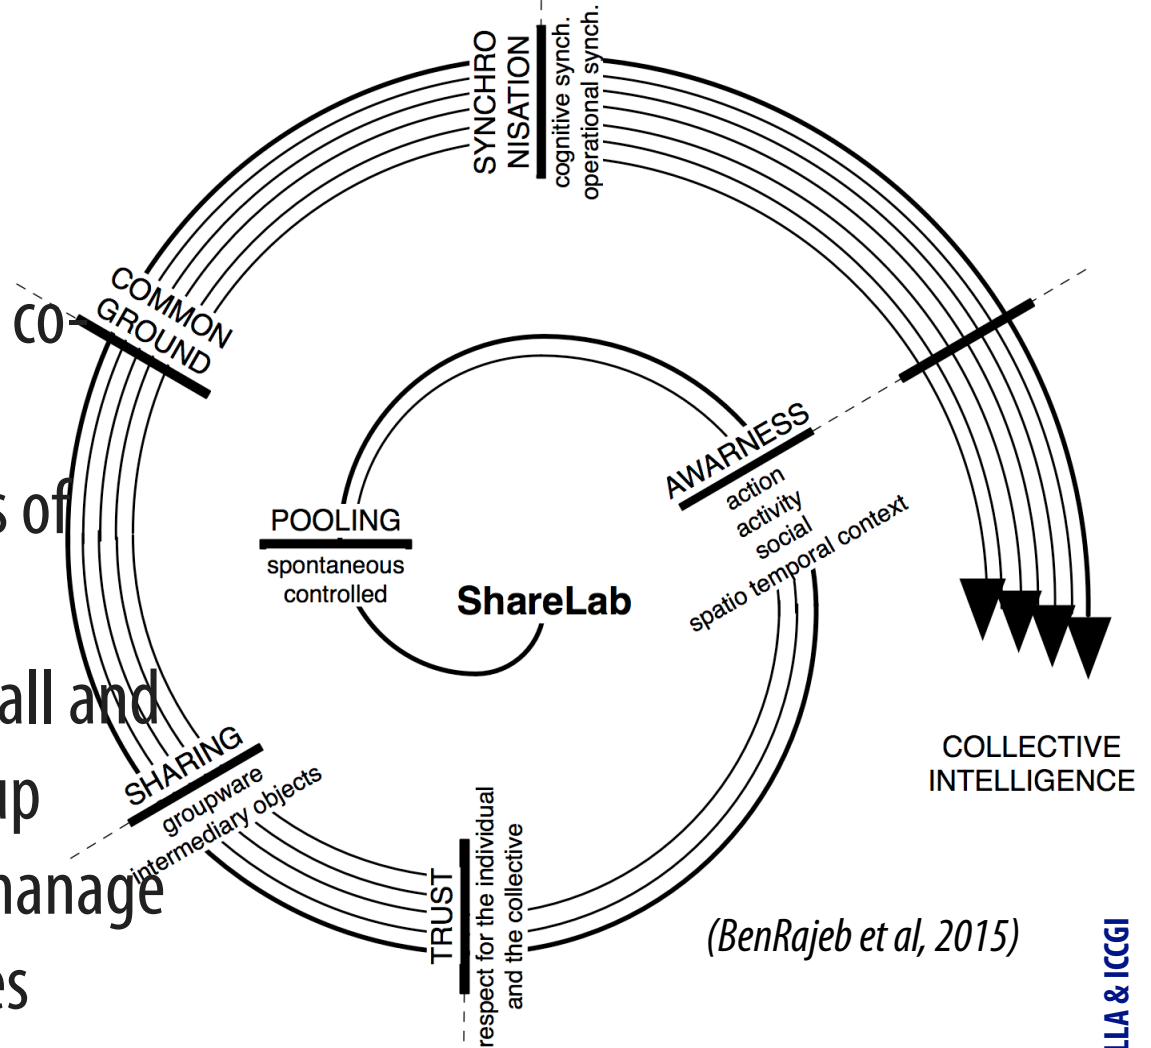 SYNCHRO
NISATION
cognitive synch.
operational synch.
COMMON
GROUND
co-
AWARNESS
action
activity
social
spatio temporal context
s of
POOLING
spontaneous
controlled
ShareLab
all and
SHARING
groupware
intermediary objects
COLLECTIVE
INTELLIGENCE
up
manage
TRUST
respect for the individual
and the collective
(BenRajeb et al, 2015)
es
LLA & ICCGI